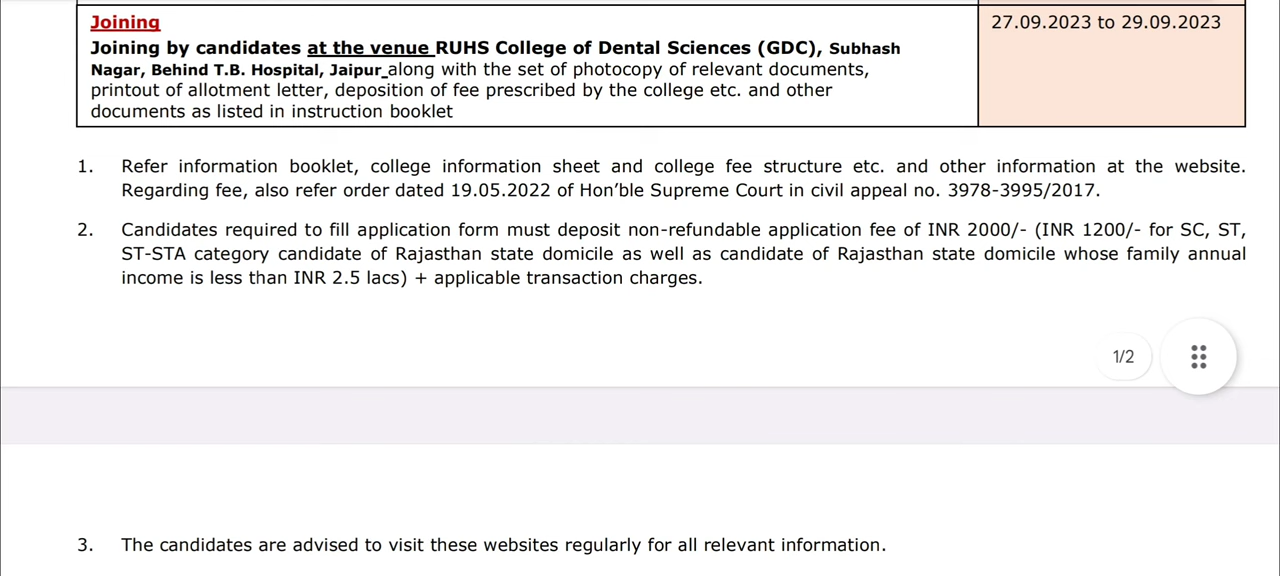 Joining
27.09.2023 to 29.09.2023
Joining by candidates at the venue RUHS College of Dental Sciences (GDC), Subhash
Nagar, Behind T.B. Hospital, Jaipur along with the set of photocopy of relevant documents,
printout of allotment letter, deposition of fee prescribed by the college etc. and other
documents as listed in instruction booklet
1. Refer information booklet, college information sheet and college fee structure etc. and other information at the website.
Regarding fee, also refer order dated 19.05.2022 of Hon’ble Supreme Court in civil appeal no. 3978-3995/2017.
2. Candidates required to fill application form must deposit non-refundable application fee of INR 2000/- (INR 1200/- for SC, ST,
ST-STA category candidate of Rajasthan state domicile as well as candidate of Rajasthan state domicile whose family annual
income is less than INR 2.5 lacs) + applicable transaction charges.
1/2
3. The candidates are advised to visit these websites regularly for all relevant information.